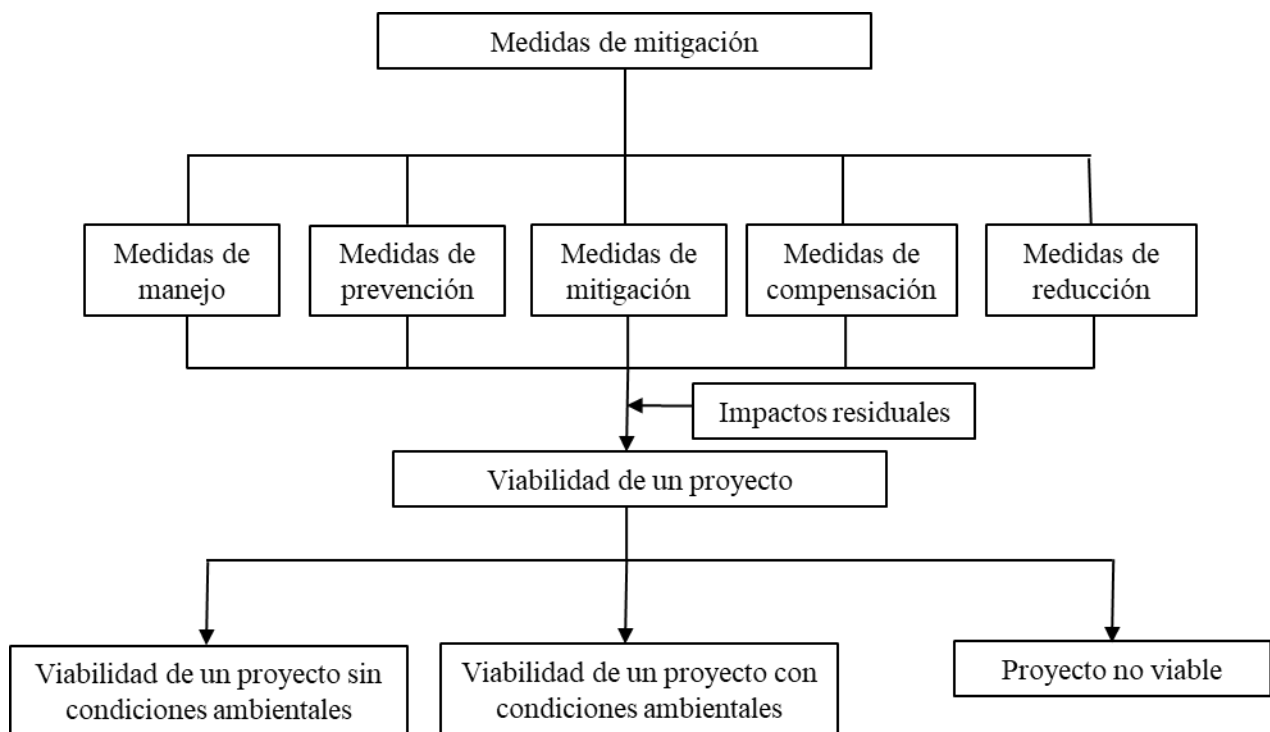 Medidas de mitigación
Medidas de
manejo
Medidas de
prevención
Medidas de
mitigación
Medidas de
compensación
Medidas de
reducción
Impactos residuales
Viabilidad de un proyecto
Viabilidad de un proyecto sin
condiciones ambientales
Viabilidad de un proyecto con
condiciones ambientales
Proyecto no viable